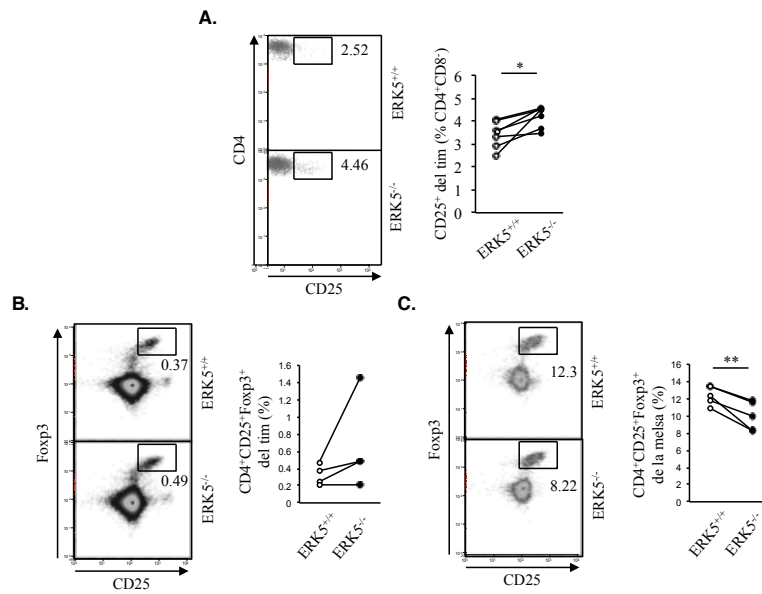 A.
CD4
2.52
ERK5+/+
4.46
ERK5-/-
CD25
CD25+ del tim (% CD4+CD8-)
6
5
4
3
2
1
0
*
ERK5+/+
ERK5-/-
B.
Foxp3
0.37
ERK5+/+
0.49
ERK5-/-
CD25
CD4+CD25+Foxp3+
del tim (%)
1.6
1.4
1.2
1
0.8
0.6
0.4
0.2
0
ERK5+/+
ERK5-/-
C.
Foxp3
12.3
ERK5+/+
8.22
ERK5-/-
CD25
CD4+CD25+Foxp3+
de la melsa (%)
16
14
12
10
8
6
4
2
0
**
ERK5+/+
ERK5-/-